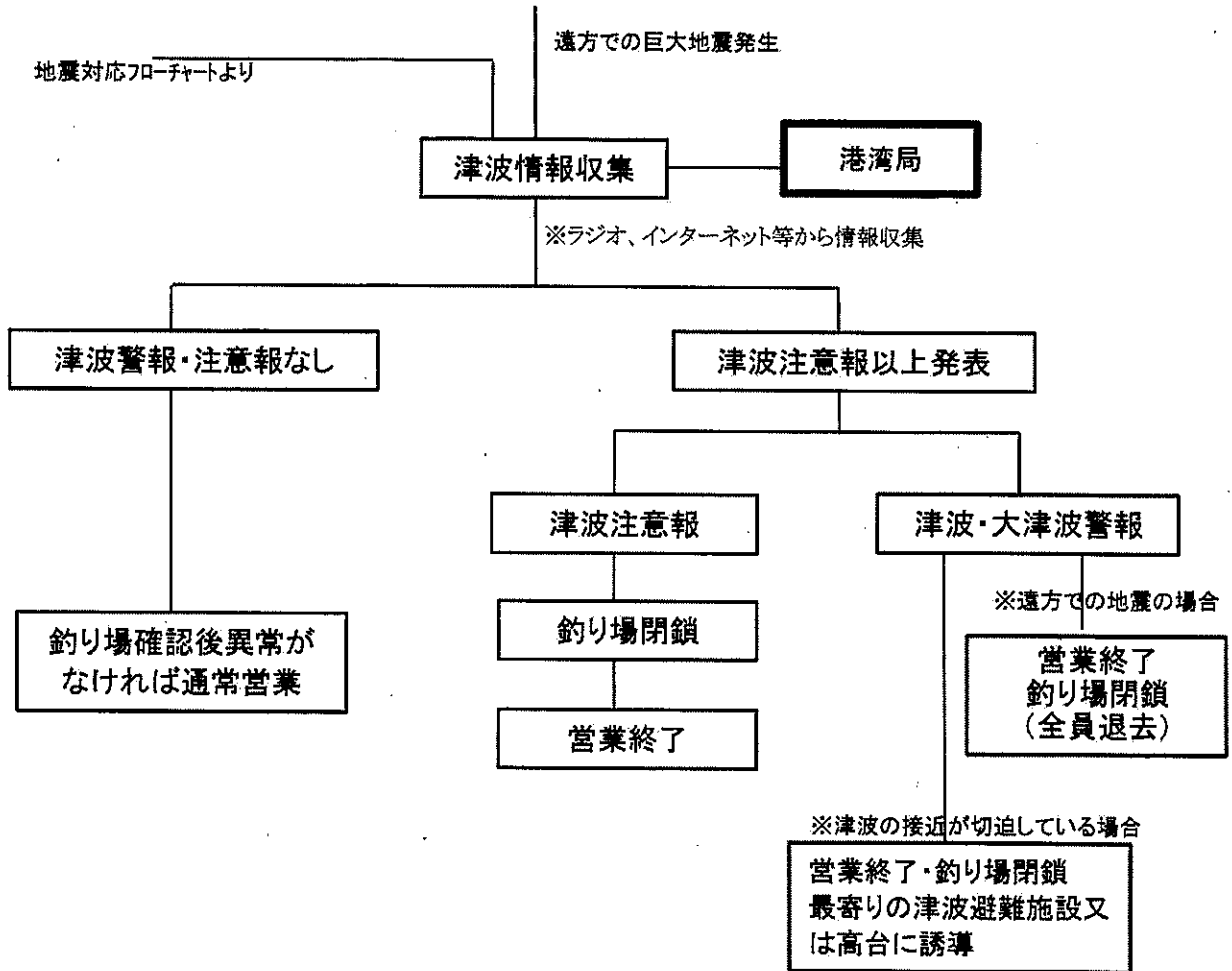 遠方での巨大地震発生
地震対応フローチャートより
津波情報収集
港湾局
※ラジオ、インターネット等から情報収集
津波警報・注意報なし
津波注意報以上発表
津波注意報
津波・大津波警報
※遠方での地震の場合
釣り場確認後異常が
なければ通常営業
釣り場閉鎖
営業終了
営業終了
釣り場閉鎖
(全員退去)
※津波の接近が切迫している場合
営業終了・釣り場閉鎖
最寄りの津波避難施設又
は高台に誘導